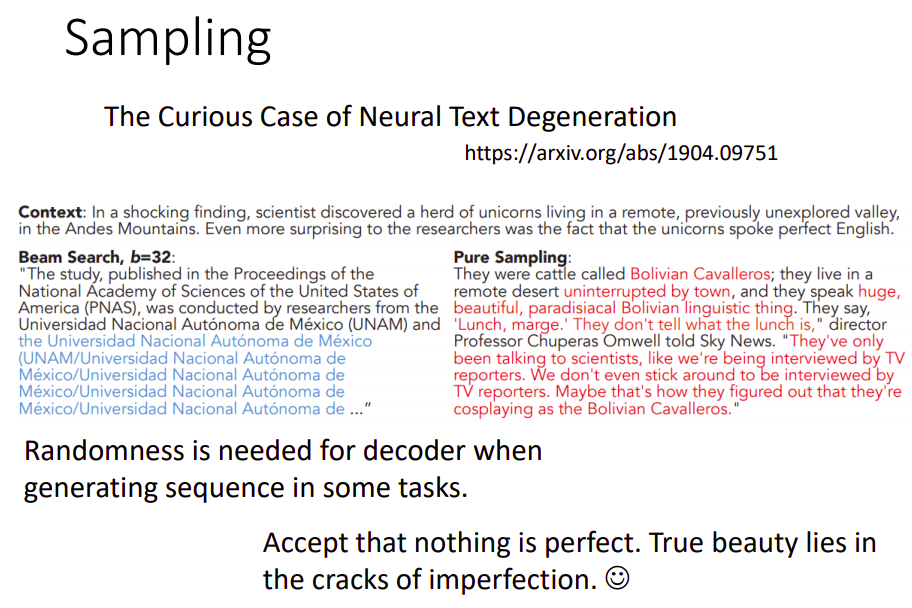 Sampling
The Curious Case of Neural Text Degeneration
https://arxiv.org/abs/1904.09751
Context: In a shocking finding, scientist discovered a herd of unicorns living in a remote, previously unexplored valley,
in the Andes Mountains. Even more surprising to the researchers was the fact that the unicorns spoke perfect English.
Beam Search, b=32:
"The study, published in the Proceedings of the
National Academy of Sciences of the United States of
America (PNAS), was conducted by researchers from the
Universidad Nacional Autónoma de México (UNAM) and
the Universidad Nacional Autónoma de México
(UNAM/Universidad Nacional Autónoma de
México/Universidad Nacional Autónoma de
México/Universidad Nacional Autónoma de
México/Universidad Nacional Autónoma de ..."
Pure Sampling:
They were cattle called Bolivian Cavalleros; they live in a
remote desert uninterrupted by town, and they speak huge,
beautiful, paradisiacal Bolivian linguistic thing. They say,
'Lunch, marge.' They don't tell what the lunch is," director
Professor Chuperas Omwell told Sky News. "They've only
been talking to scientists, like we're being interviewed by TV
reporters. We don't even stick around to be interviewed by
TV reporters. Maybe that's how they figured out that they're
cosplaying as the Bolivian Cavalleros."
Randomness is needed for decoder when
generating sequence in some tasks.
Accept that nothing is perfect. True beauty lies in
the cracks of imperfection. ☺